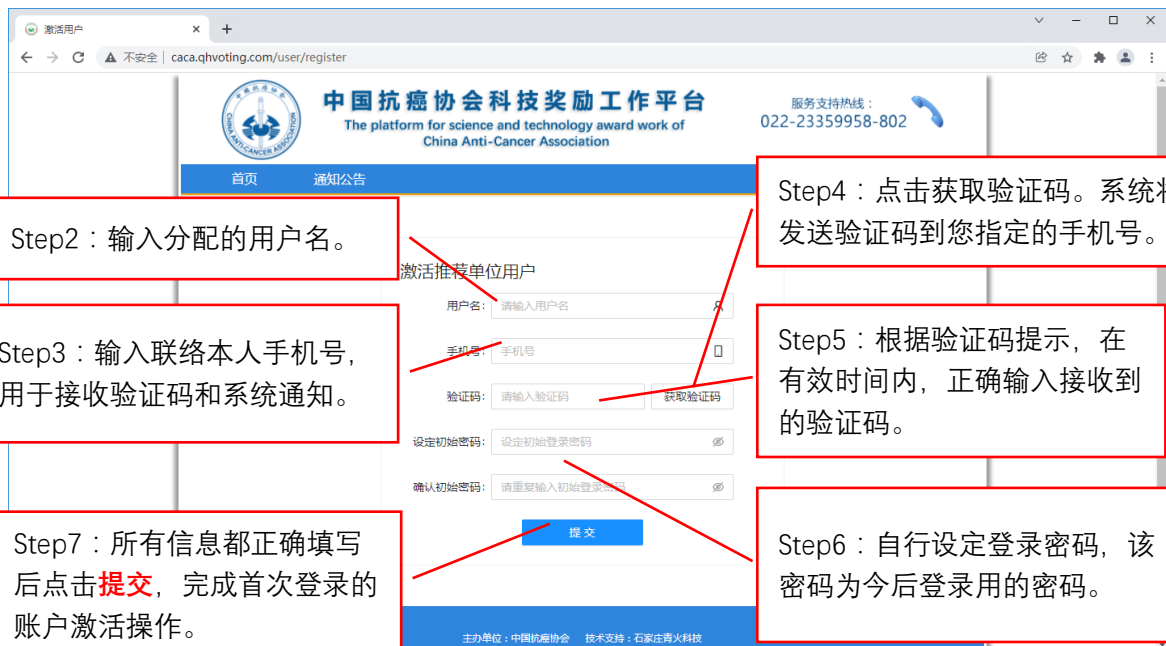 激活用户
不安全 | caca.qhvoting.com/user/register
中国抗癌协会
CHINA ANTI-CANCER ASSOCIATION
中国抗癌协会科技奖励工作平台
The platform for science and technology award work of
China Anti-Cancer Association
服务支持热线：
022-23359958-802
首页 通知公告
Step2：输入分配的用户名。
Step4：点击获取验证码。系统将
发送验证码到您指定的手机号。
激活推荐单位用户
用户名： 请输入用户名
Step3：输入联络本人手机号，
用于接收验证码和系统通知。
手机号： 手机号
Step5：根据验证码提示，在
有效时间内，正确输入接收到
的验证码。
验证码： 请输入验证码 获取验证码
设定初始密码： 设定初始登录密码
确认初始密码： 请重复输入初始登录密码
提 交
Step7：所有信息都正确填写
后点击提交，完成首次登录的
账户激活操作。
Step6：自行设定登录密码，该
密码为今后登录用的密码。
主办单位：中国抗癌协会 技术支持：石家庄青火科技